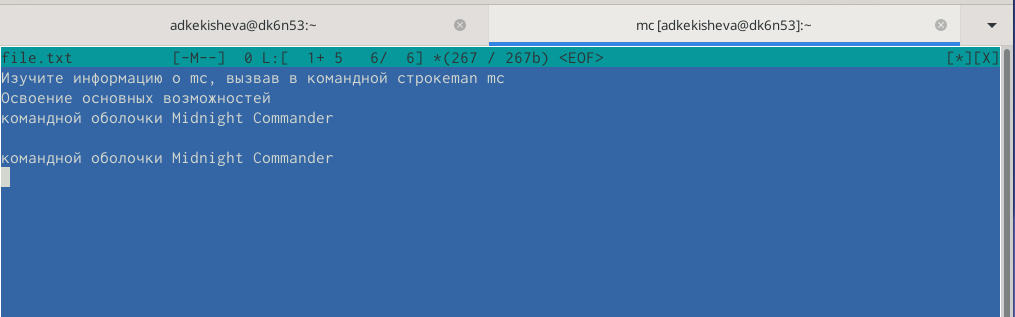 adkekisheva@dk6n53:~
mc [adkekisheva@dk6n53]:~
file.txt [-M--] 0 L:[ 1+ 5 6/ 6] *(267 / 267b) <EOF> [*][X]
Изучите информацию о mc, вызвав в командной строкеman mc
Освоение основных возможностей
командной оболочки Midnight Commander
командной оболочки Midnight Commander